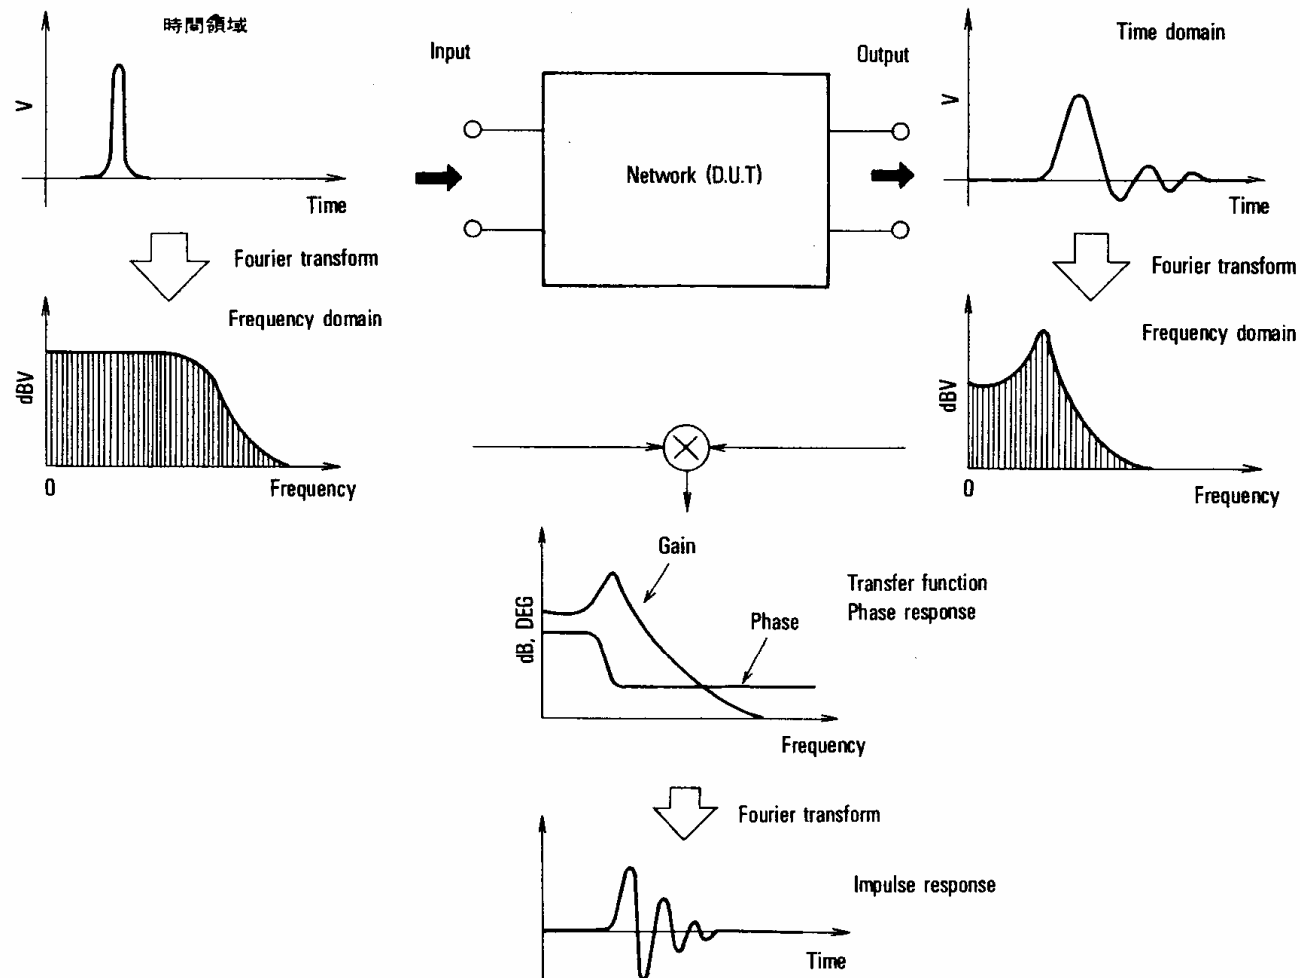 時間領域
V
Time
Fourier transform
Frequency domain
dBV
0
Frequency
Input
Network (D.U.T)
Output
Time domain
V
Time
Fourier transform
Frequency domain
dBV
0
Frequency
Gain
Phase
dB, DEG
Transfer function
Phase response
Frequency
Fourier transform
Impulse response
Time